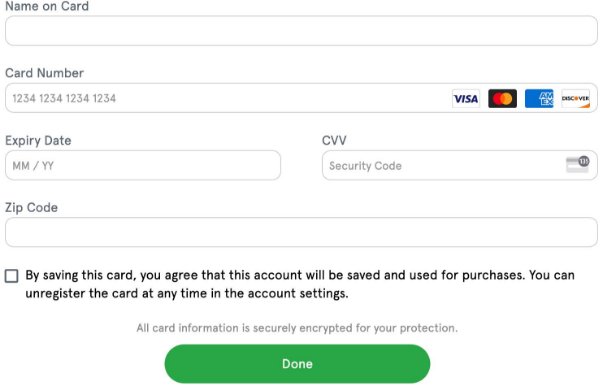 Name on Card
Card Number
1234 1234 1234 1234 VISA AM EX DISCOVER
Expiry Date CVV
MM / YY Security Code 135
Zip Code
By saving this card, you agree that this account will be saved and used for purchases. You can
unregister the card at any time in the account settings.
All card information is securely encrypted for your protection.
Done